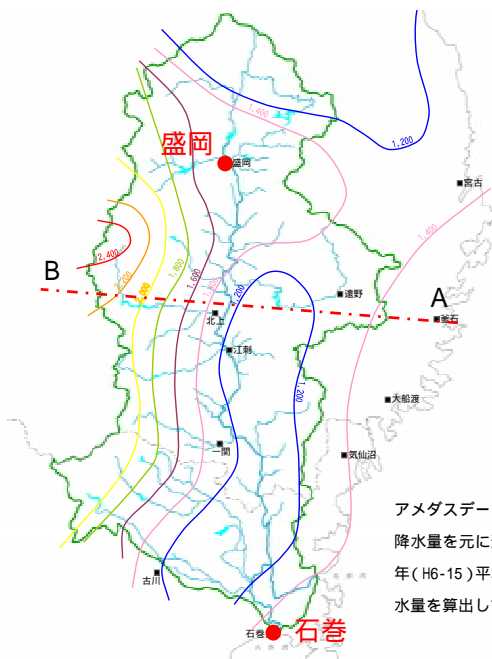 1,400
1,200
盛岡
盛岡
宮古
1,400
2,400
2,200
1,800
1,600
B
A
1,200
遠野
北上
釜石
江刺
1,200
大船渡
一関
気仙沼
アメダスデー
降水量を元に
年(H6-15)平
水量を算出し
古川
石巻
石巻